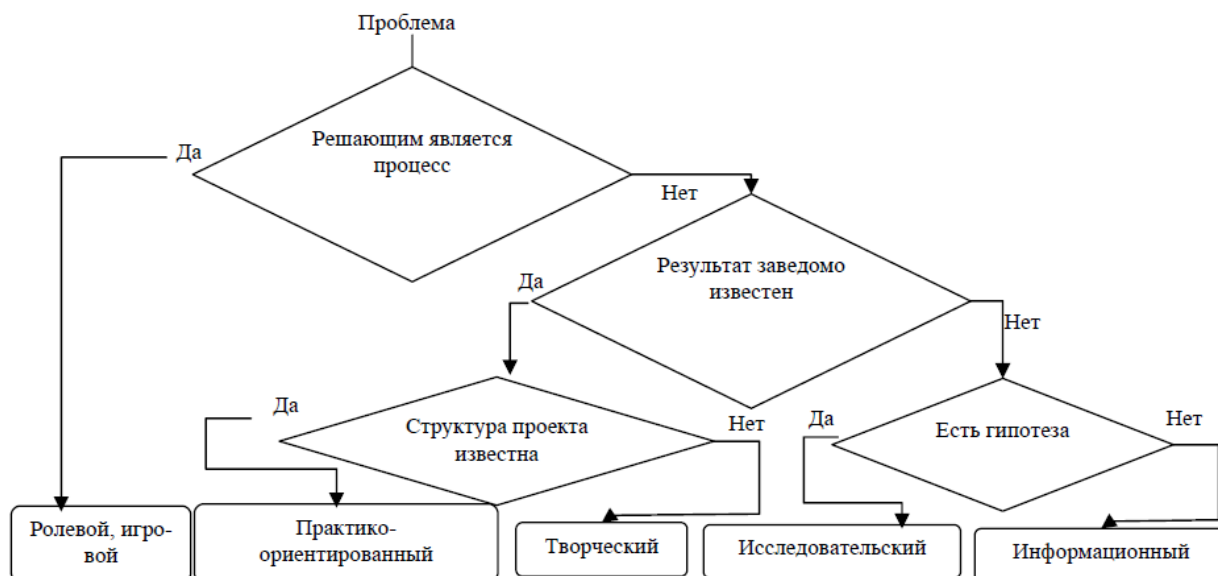 Проблема
Решающим является
процесс
Да
Нет
Результат заведомо
известен
Да
Нет
Структура проекта
известна
Да
Нет
Есть гипотеза
Да
Нет
Ролевой, игро-
вой
Практико-
ориентированный
Творческий
Исследовательский
Информационный